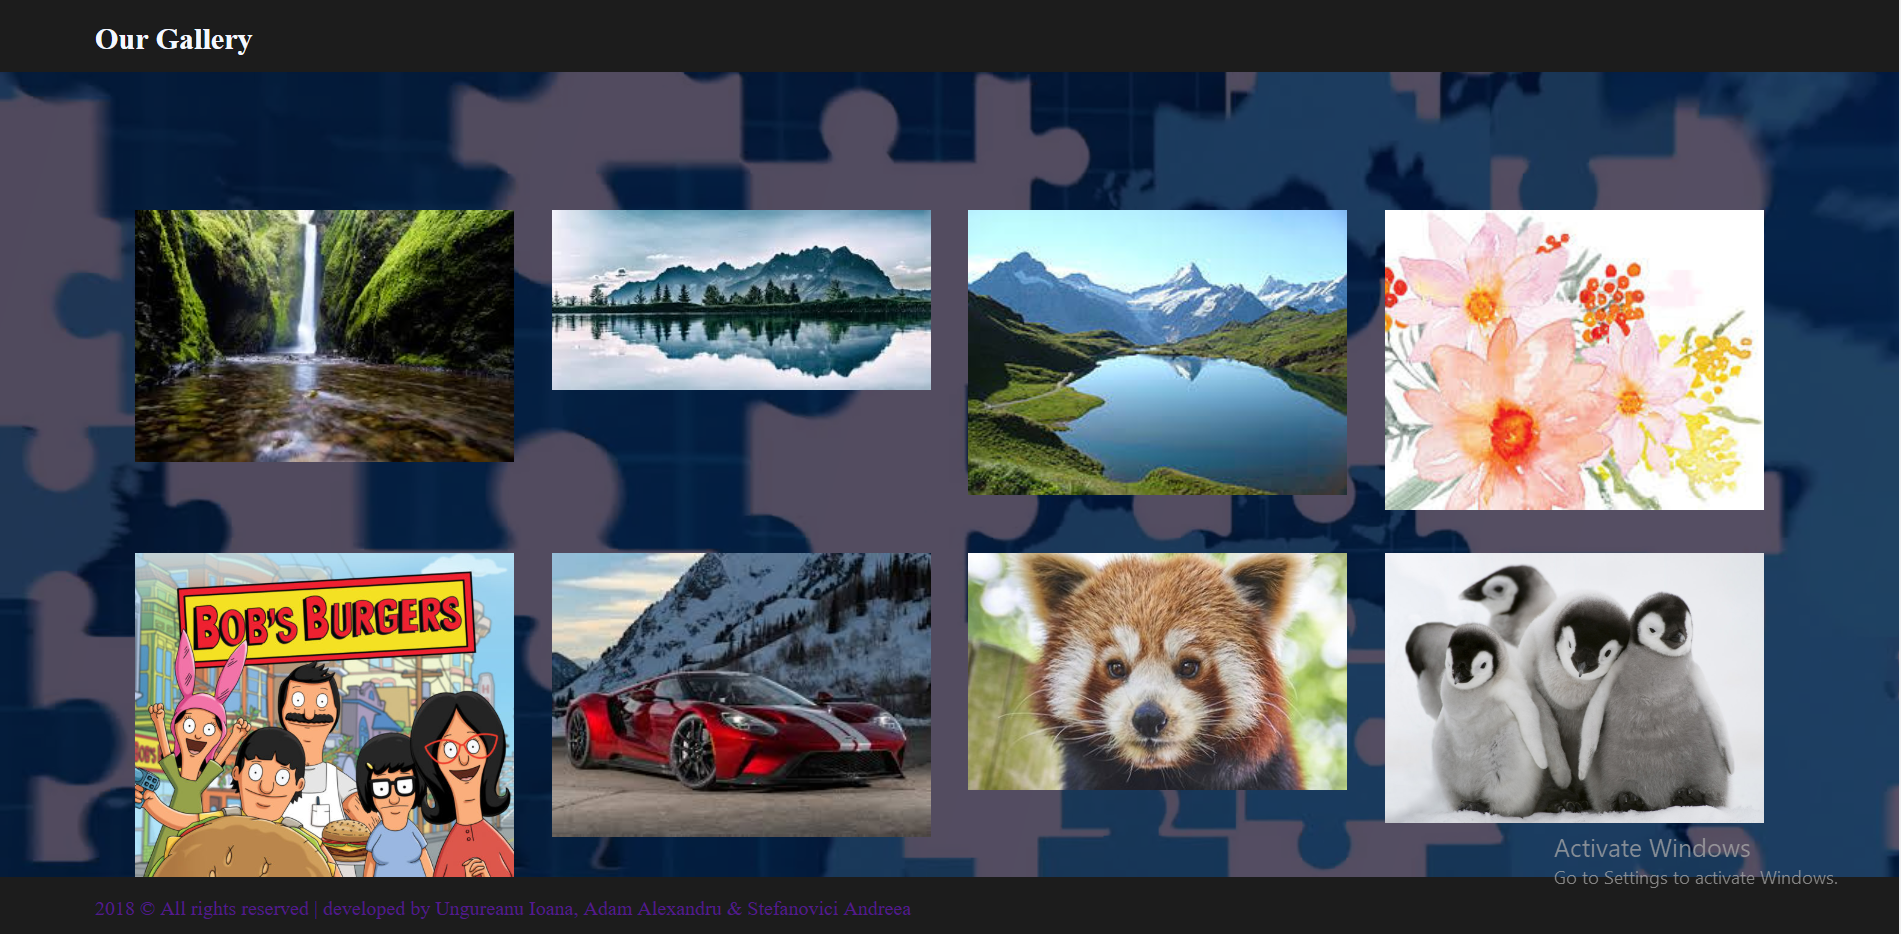 Our Gallery
BOB'S BURGERS
Activate Windows
Go to Settings to activate Windows.
2018 © All rights reserved | developed by Ungureanu Ioana, Adam Alexandru & Stefanovici Andreea